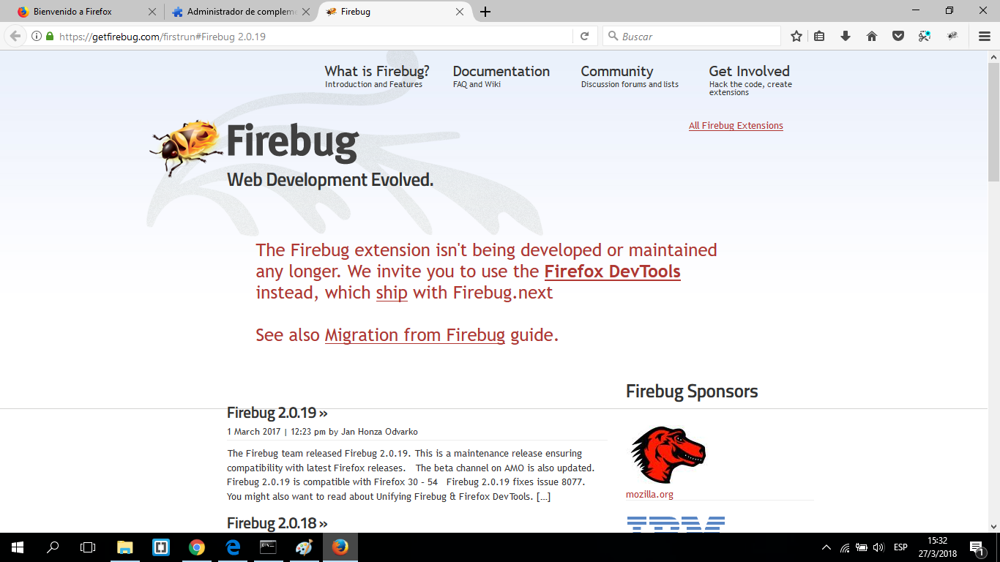 Bienvenido a Firefox
Administrador de compleme
Firebug
https://getfirebug.com/firstrun#Firebug 2.0.19
Buscar
What is Firebug?
Introduction and Features
Documentation
FAQ and Wiki
Community
Discussion forums and lists
Get Involved
Hack the code, create
extensions
All Firebug Extensions
Firebug
Web Development Evolved.
The Firebug extension isn't being developed or maintained
any longer. We invite you to use the Firefox DevTools
instead, which ship with Firebug.next
See also Migration from Firebug guide.
Firebug 2.0.19 »
1 March 2017 | 12:23 pm by Jan Honza Odvarko
The Firebug team released Firebug 2.0.19. This is a maintenance release ensuring
compatibility with latest Firefox releases.   The beta channel on AMO is also updated.
Firebug 2.0.19 is compatible with Firefox 30 – 54   Firebug 2.0.19 fixes issue 8077.
You might also want to read about Unifying Firebug & Firefox DevTools. [...]
Firebug 2.0.18 »
Firebug Sponsors
mozilla.org
IBM
ESP
15:32
27/3/2018
1